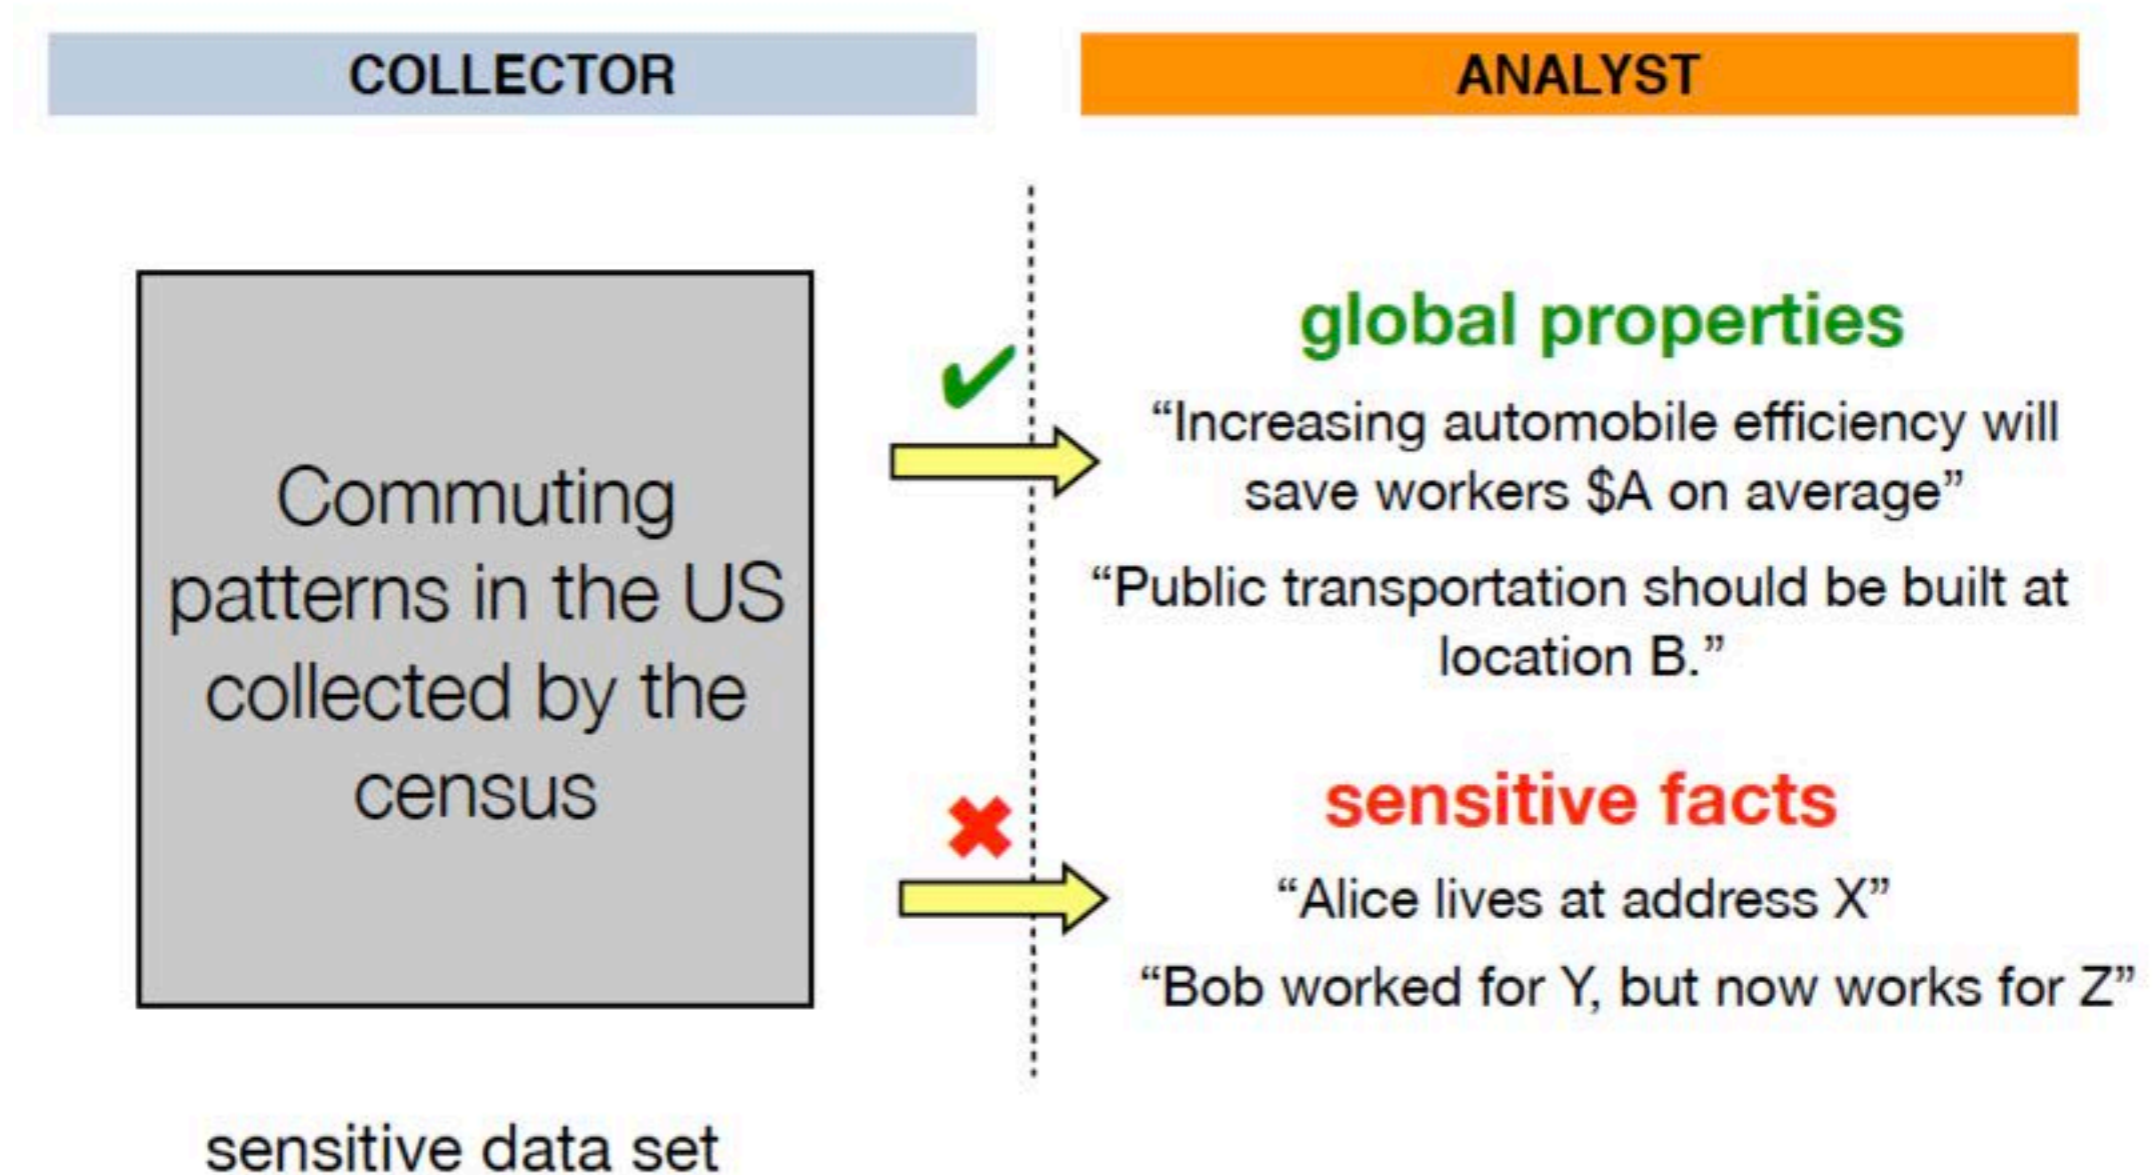 COLLECTOR
ANALYST
Commuting
patterns in the US
collected by the
census
sensitive data set
global properties
“Increasing automobile efficiency will
save workers $A on average”
“Public transportation should be built at
location B.”
sensitive facts
“Alice lives at address X”
“Bob worked for Y, but now works for Z”